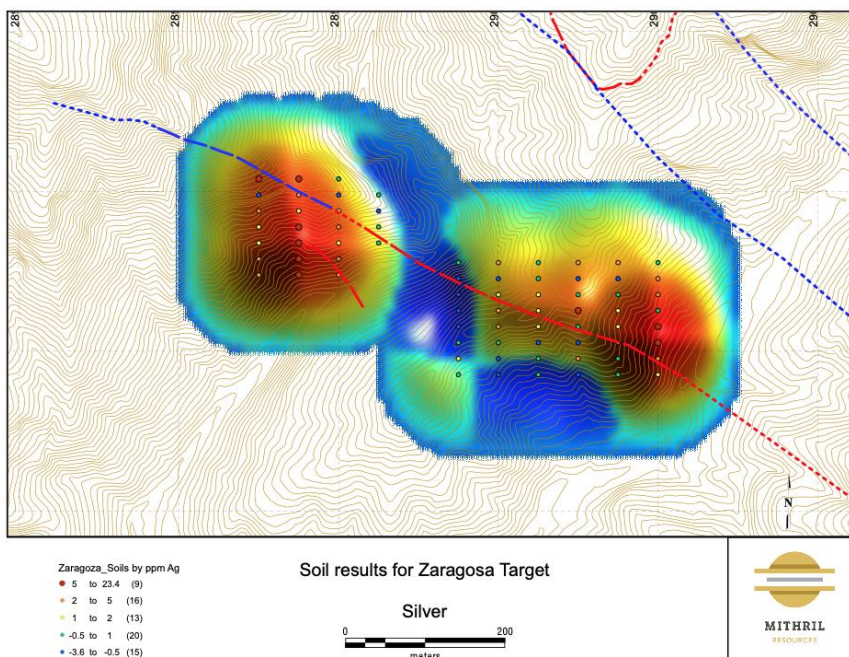 N
Zaragoza_Soils by ppm Ag
5 to 23.4 (9)
2 to 5 (16)
1 to 2 (13)
-0.5 to 1 (20)
-3.6 to -0.5 (15)
Soil results for Zaragosa Target
Silver
0 200
meters
MITHRIL
RESOURCES